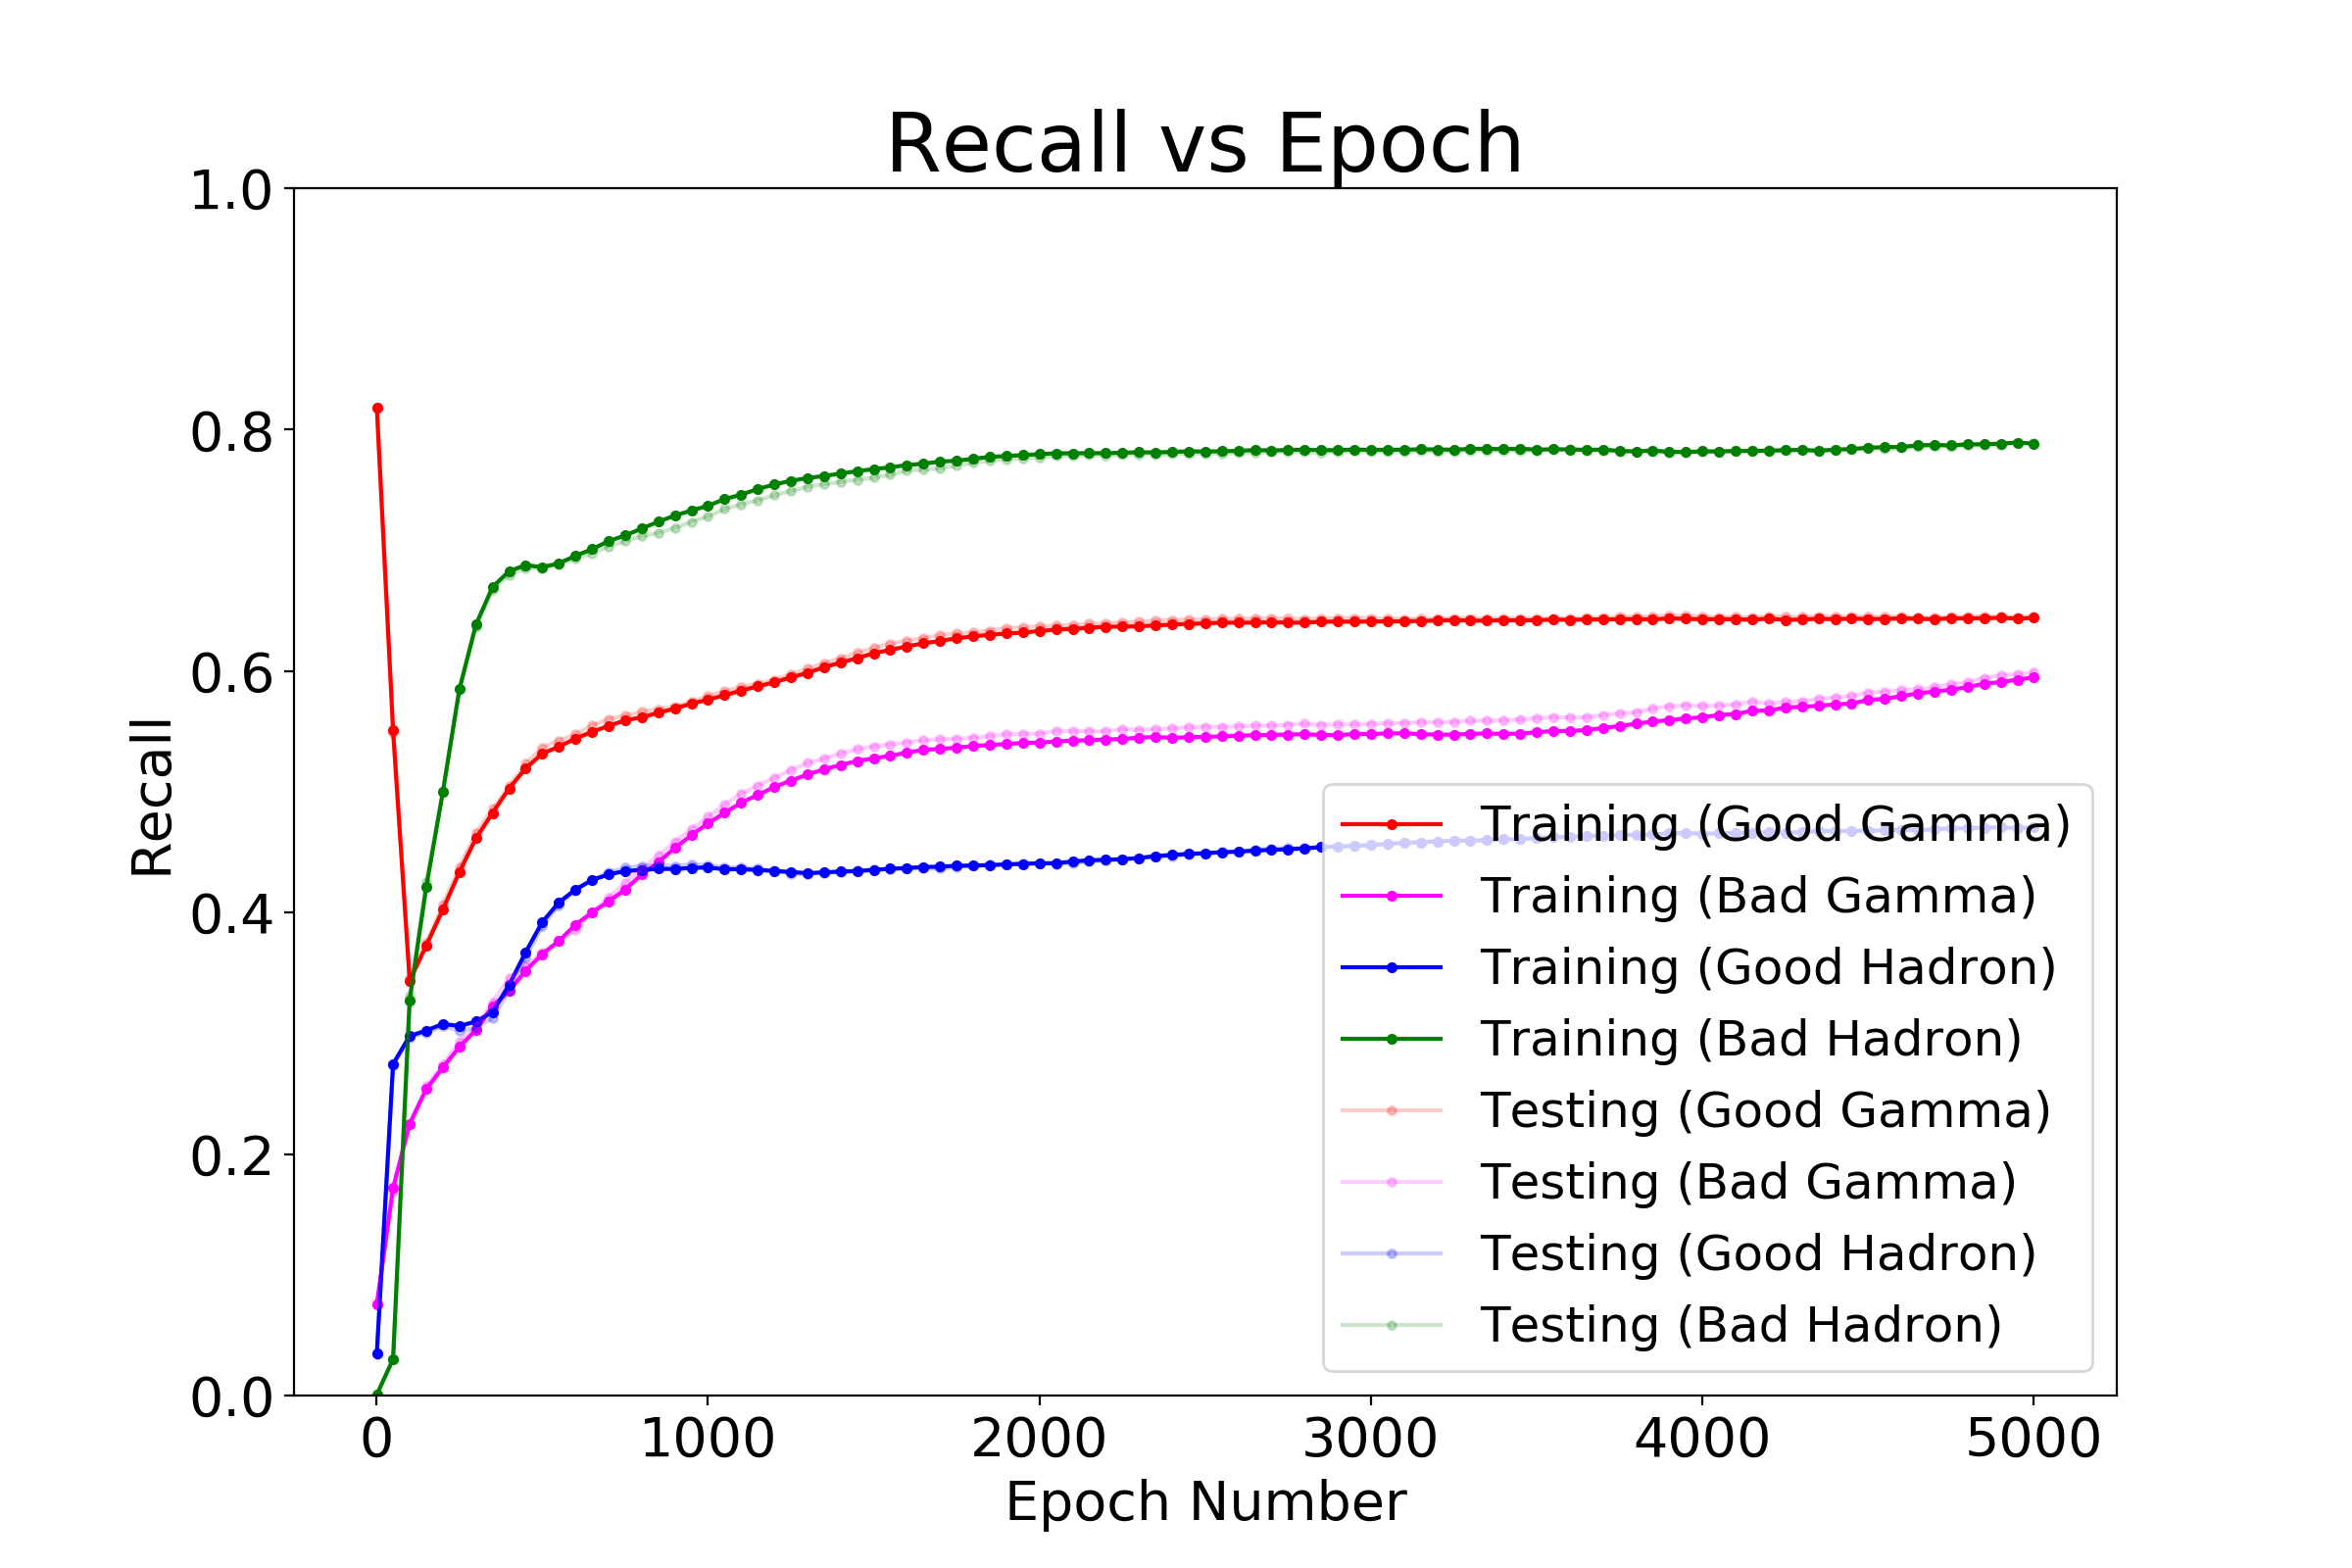 Recall vs Epoch
1.0
0.8
0.6
0.4
0.2
0.0
Recall
0 1000 2000 3000 4000 5000
Epoch Number
Training (Good Gamma)
Training (Bad Gamma)
Training (Good Hadron)
Training (Bad Hadron)
Testing (Good Gamma)
Testing (Bad Gamma)
Testing (Good Hadron)
Testing (Bad Hadron)